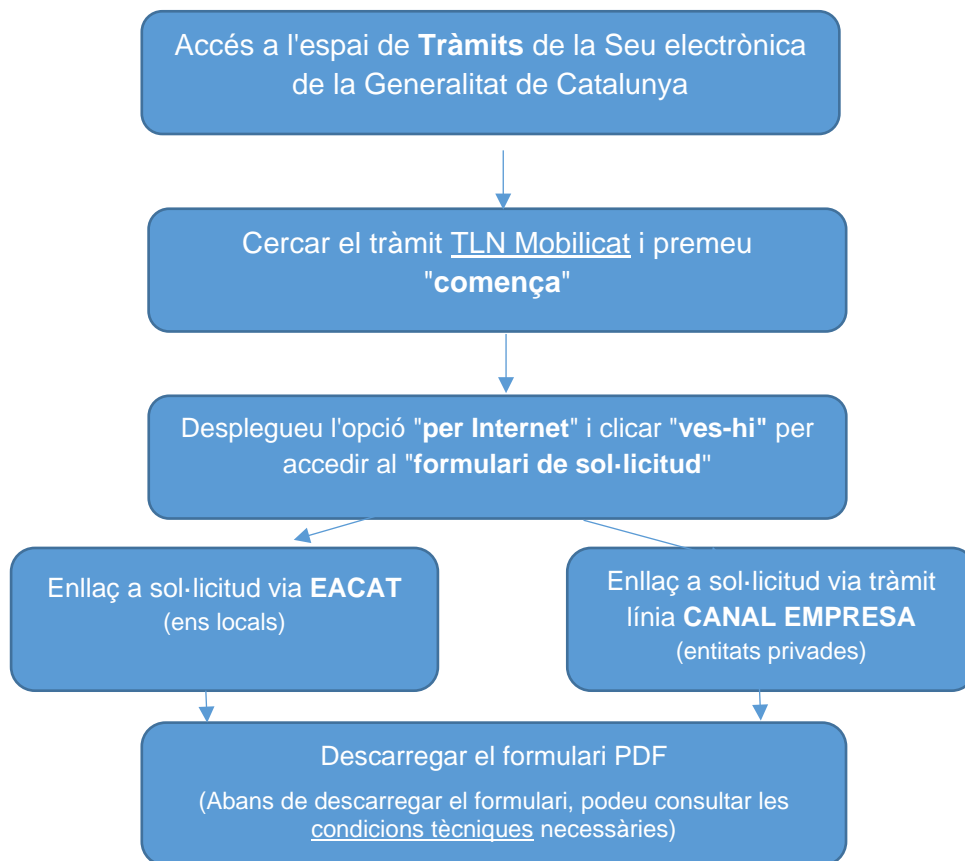 Accés a l'espai de Tràmits de la Seu electrònica
de la Generalitat de Catalunya
Cercar el tràmit TLN Mobilicat i premeu
"comença"
Desplegueu l'opció "per Internet" i clicar "ves-hi" per
accedir al "formulari de sol·licitud"
Enllaç a sol·licitud via EACAT
(ens locals)
Enllaç a sol·licitud via tràmit
línia CANAL EMPRESA
(entitats privades)
Descarregar el formulari PDF
(Abans de descarregar el formulari, podeu consultar les
condicions tècniques necessàries)